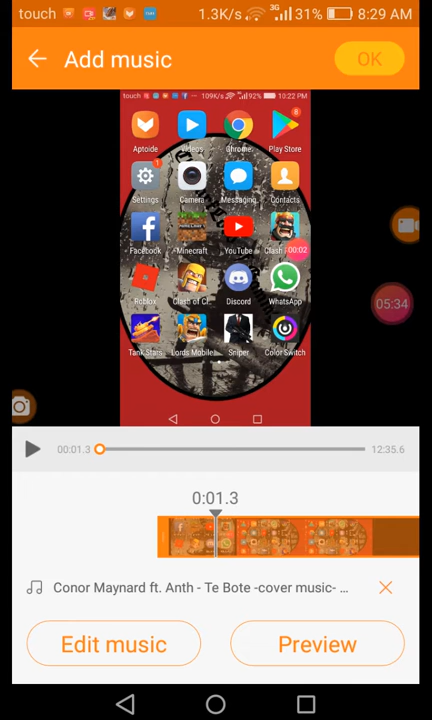 touch 1.3K/s 3G 31% 8:29 AM
Add music OK
touch 109K/s 92% 10:22 PM
8
Aptoide Videos Chrome Play Store
1
Settings Camera Messaging Contacts
Facebook Minecraft YouTube Clash
00:02
Roblox Clash of Cl.. Discord WhatsApp
05:34
Tank Stars Lords Mobile Sniper Color Switch
00:01.3 12:35.6
0:01.3
Conor Maynard ft. Anth - Te Bote -cover music- ...
Edit music Preview